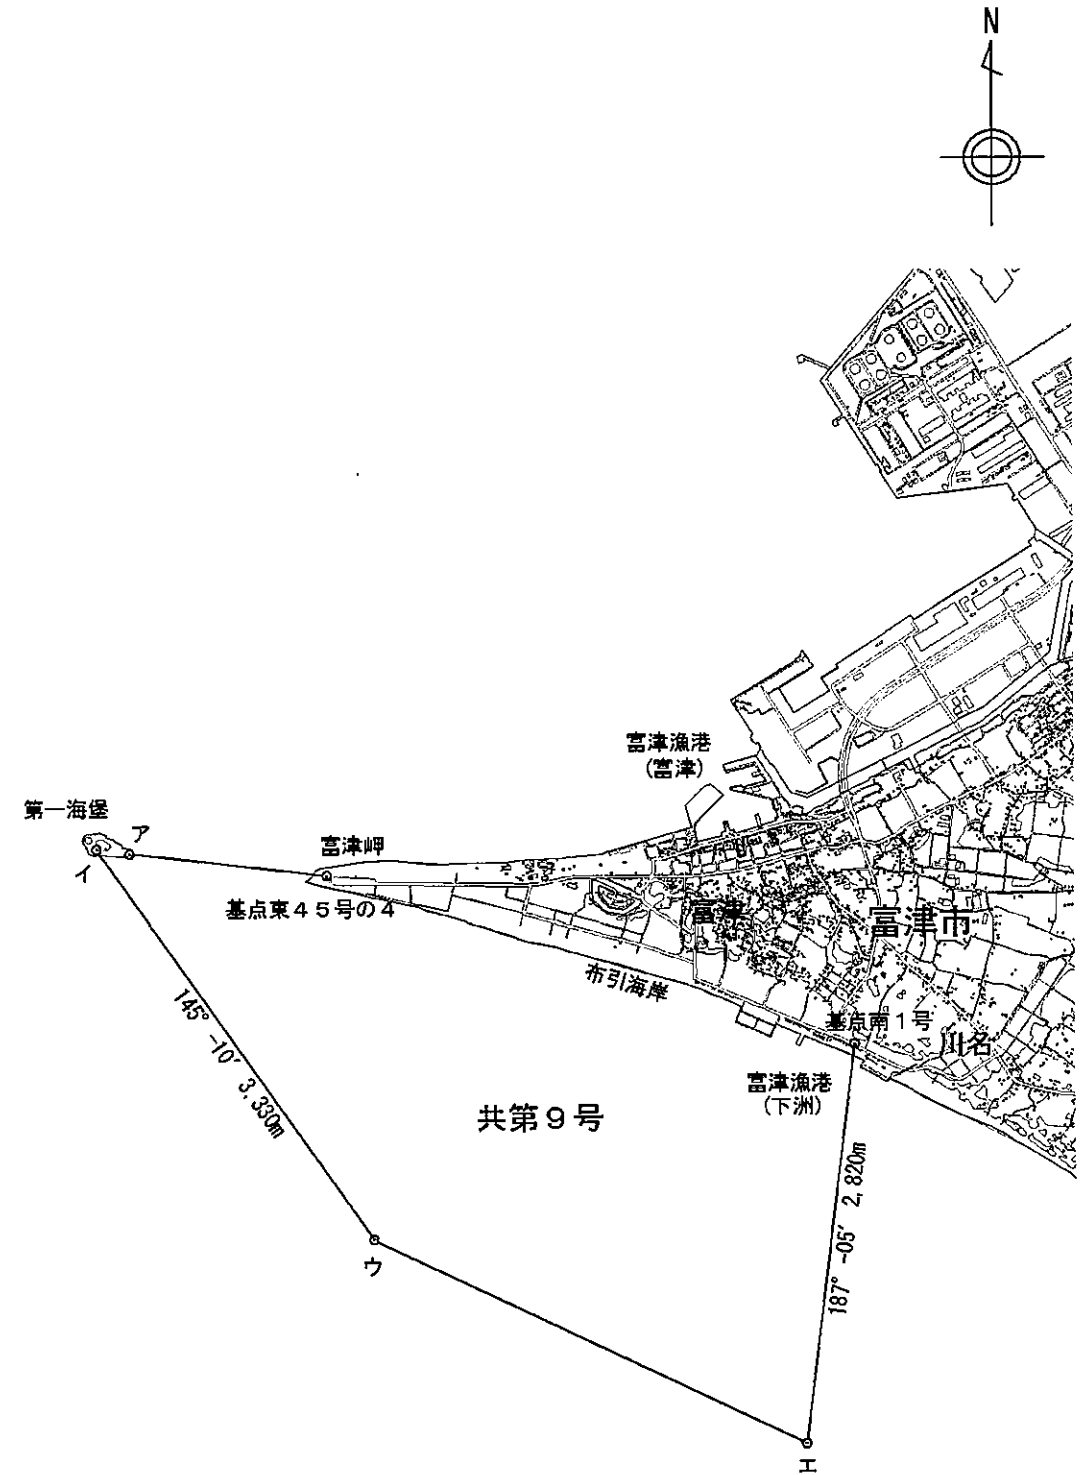 N
富津漁港
(富津)
第一海堡
ア
イ
富津岬
基点東45号の4
富津
富津市
布引海岸
基点南1号
川名
富津漁港
(下洲)
145° -10′ 3,330m
共第9号
187° -05′ 2,820m
ウ
エ